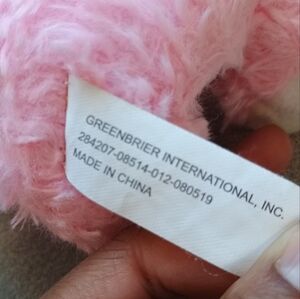 GREENBRIER INTERNATIONAL, INC.
284207-08514-012-080519
MADE IN CHINA